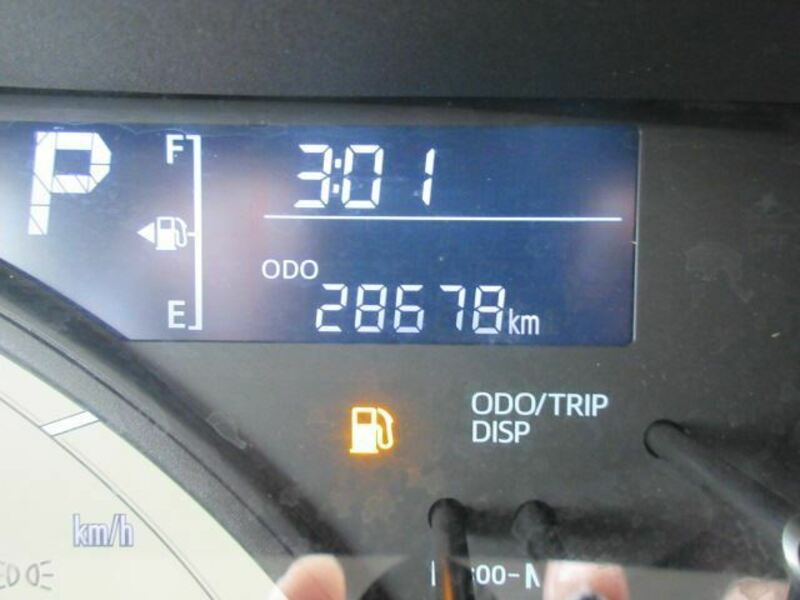 P
F
3:01
ODO
E
28678km
ODO/TRIP
DISP
km/h